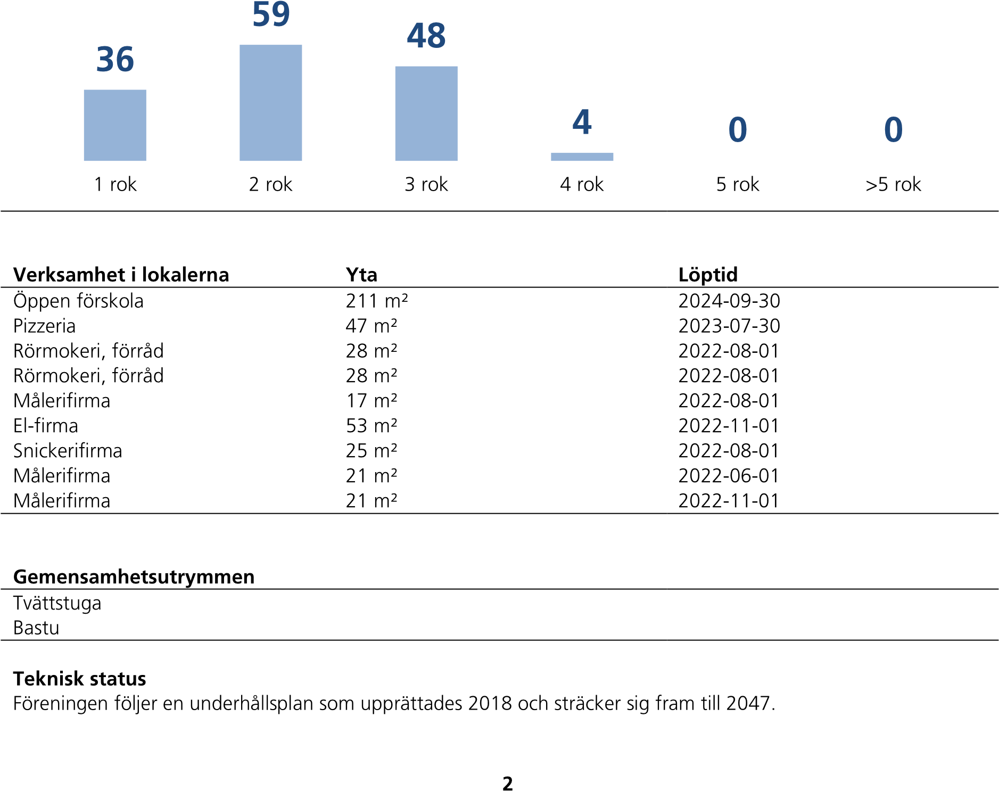 36 59 48 4 0 0
1 rok 2 rok 3 rok 4 rok 5 rok >5 rok
Verksamhet i lokalerna Yta Löptid
Öppen förskola 211 m² 2024-09-30
Pizzeria 47 m² 2023-07-30
Rörmokeri, förråd 28 m² 2022-08-01
Rörmokeri, förråd 28 m² 2022-08-01
Målerifirma 17 m² 2022-08-01
El-firma 53 m² 2022-11-01
Snickerifirma 25 m² 2022-08-01
Målerifirma 21 m² 2022-06-01
Målerifirma 21 m² 2022-11-01
Gemensamhetsutrymmen
Tvättstuga
Bastu
Teknisk status
Föreningen följer en underhållsplan som upprättades 2018 och sträcker sig fram till 2047.
2